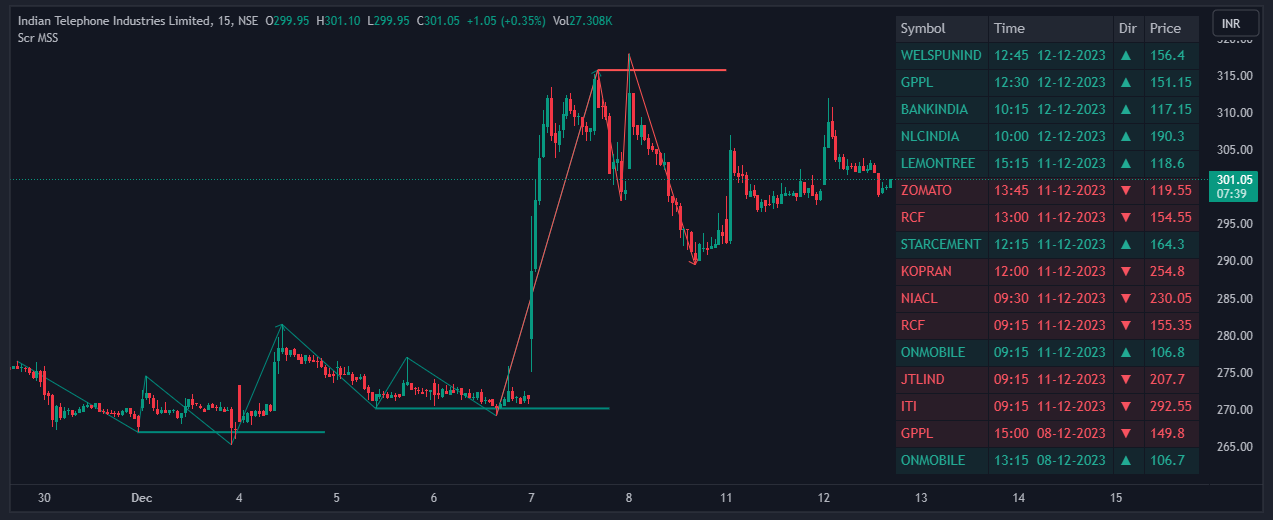 Indian Telephone Industries Limited, 15, NSE O299.95 H301.10 L299.95 C301.05 +1.05 (+0.35%) Vol27.308K
Scr MSS
INR
Symbol Time Dir Price
WELSPUNIND 12:45 12-12-2023 ▲ 156.4
GPPL 12:30 12-12-2023 ▲ 151.15
BANKINDIA 10:15 12-12-2023 ▲ 117.15
NLCINDIA 10:00 12-12-2023 ▲ 190.3
LEMONTREE 15:15 11-12-2023 ▲ 118.6
ZOMATO 13:45 11-12-2023 ▼ 119.55
RCF 13:00 11-12-2023 ▼ 154.55
STARCEMENT 12:15 11-12-2023 ▲ 164.3
KOPRAN 12:00 11-12-2023 ▼ 254.8
NIACL 09:30 11-12-2023 ▼ 230.05
RCF 09:15 11-12-2023 ▼ 155.35
ONMOBILE 09:15 11-12-2023 ▲ 106.8
JTLIND 09:15 11-12-2023 ▼ 207.7
ITI 09:15 11-12-2023 ▼ 292.55
GPPL 15:00 08-12-2023 ▼ 149.8
ONMOBILE 13:15 08-12-2023 ▲ 106.7
320.00
315.00
310.00
305.00
301.05
07:39
295.00
290.00
285.00
280.00
275.00
270.00
265.00
30 Dec 4 5 6 7 8 11 12 13 14 15